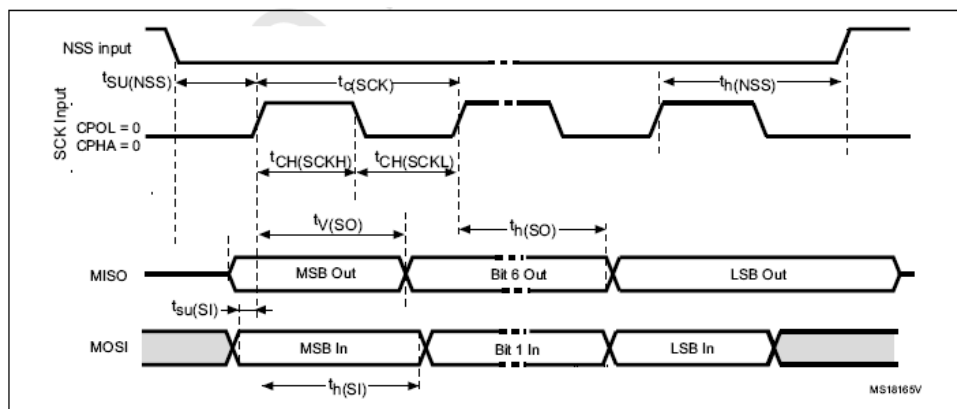 NSS input
tSU(NSS)
tc(SCK)
th(NSS)
SCK Input
CPOL = 0
CPHA = 0
tCH(SCKH)
tCH(SCKL)
tV(SO)
th(SO)
MISO
MSB Out
Bit 6 Out
LSB Out
tsu(SI)
MOSI
MSB In
Bit 1 In
LSB In
th(SI)
MS18165V